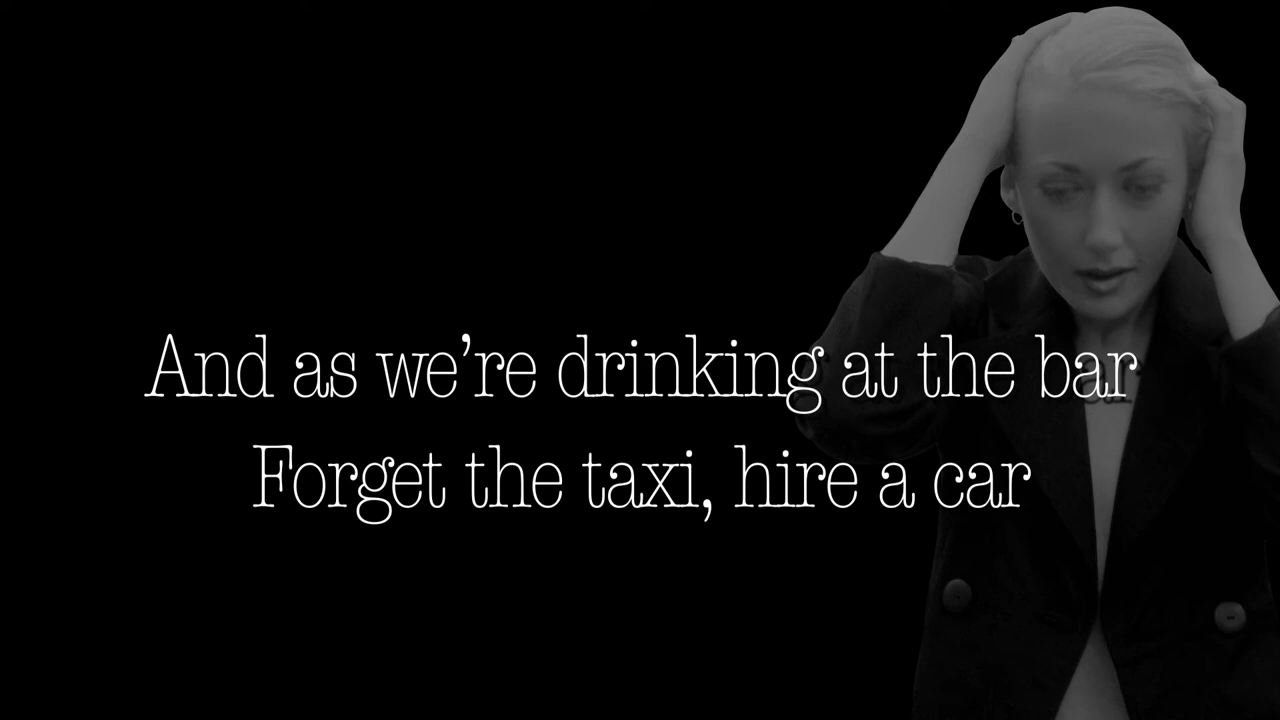 And as we’re drinking at the bar
Forget the taxi, hire a car